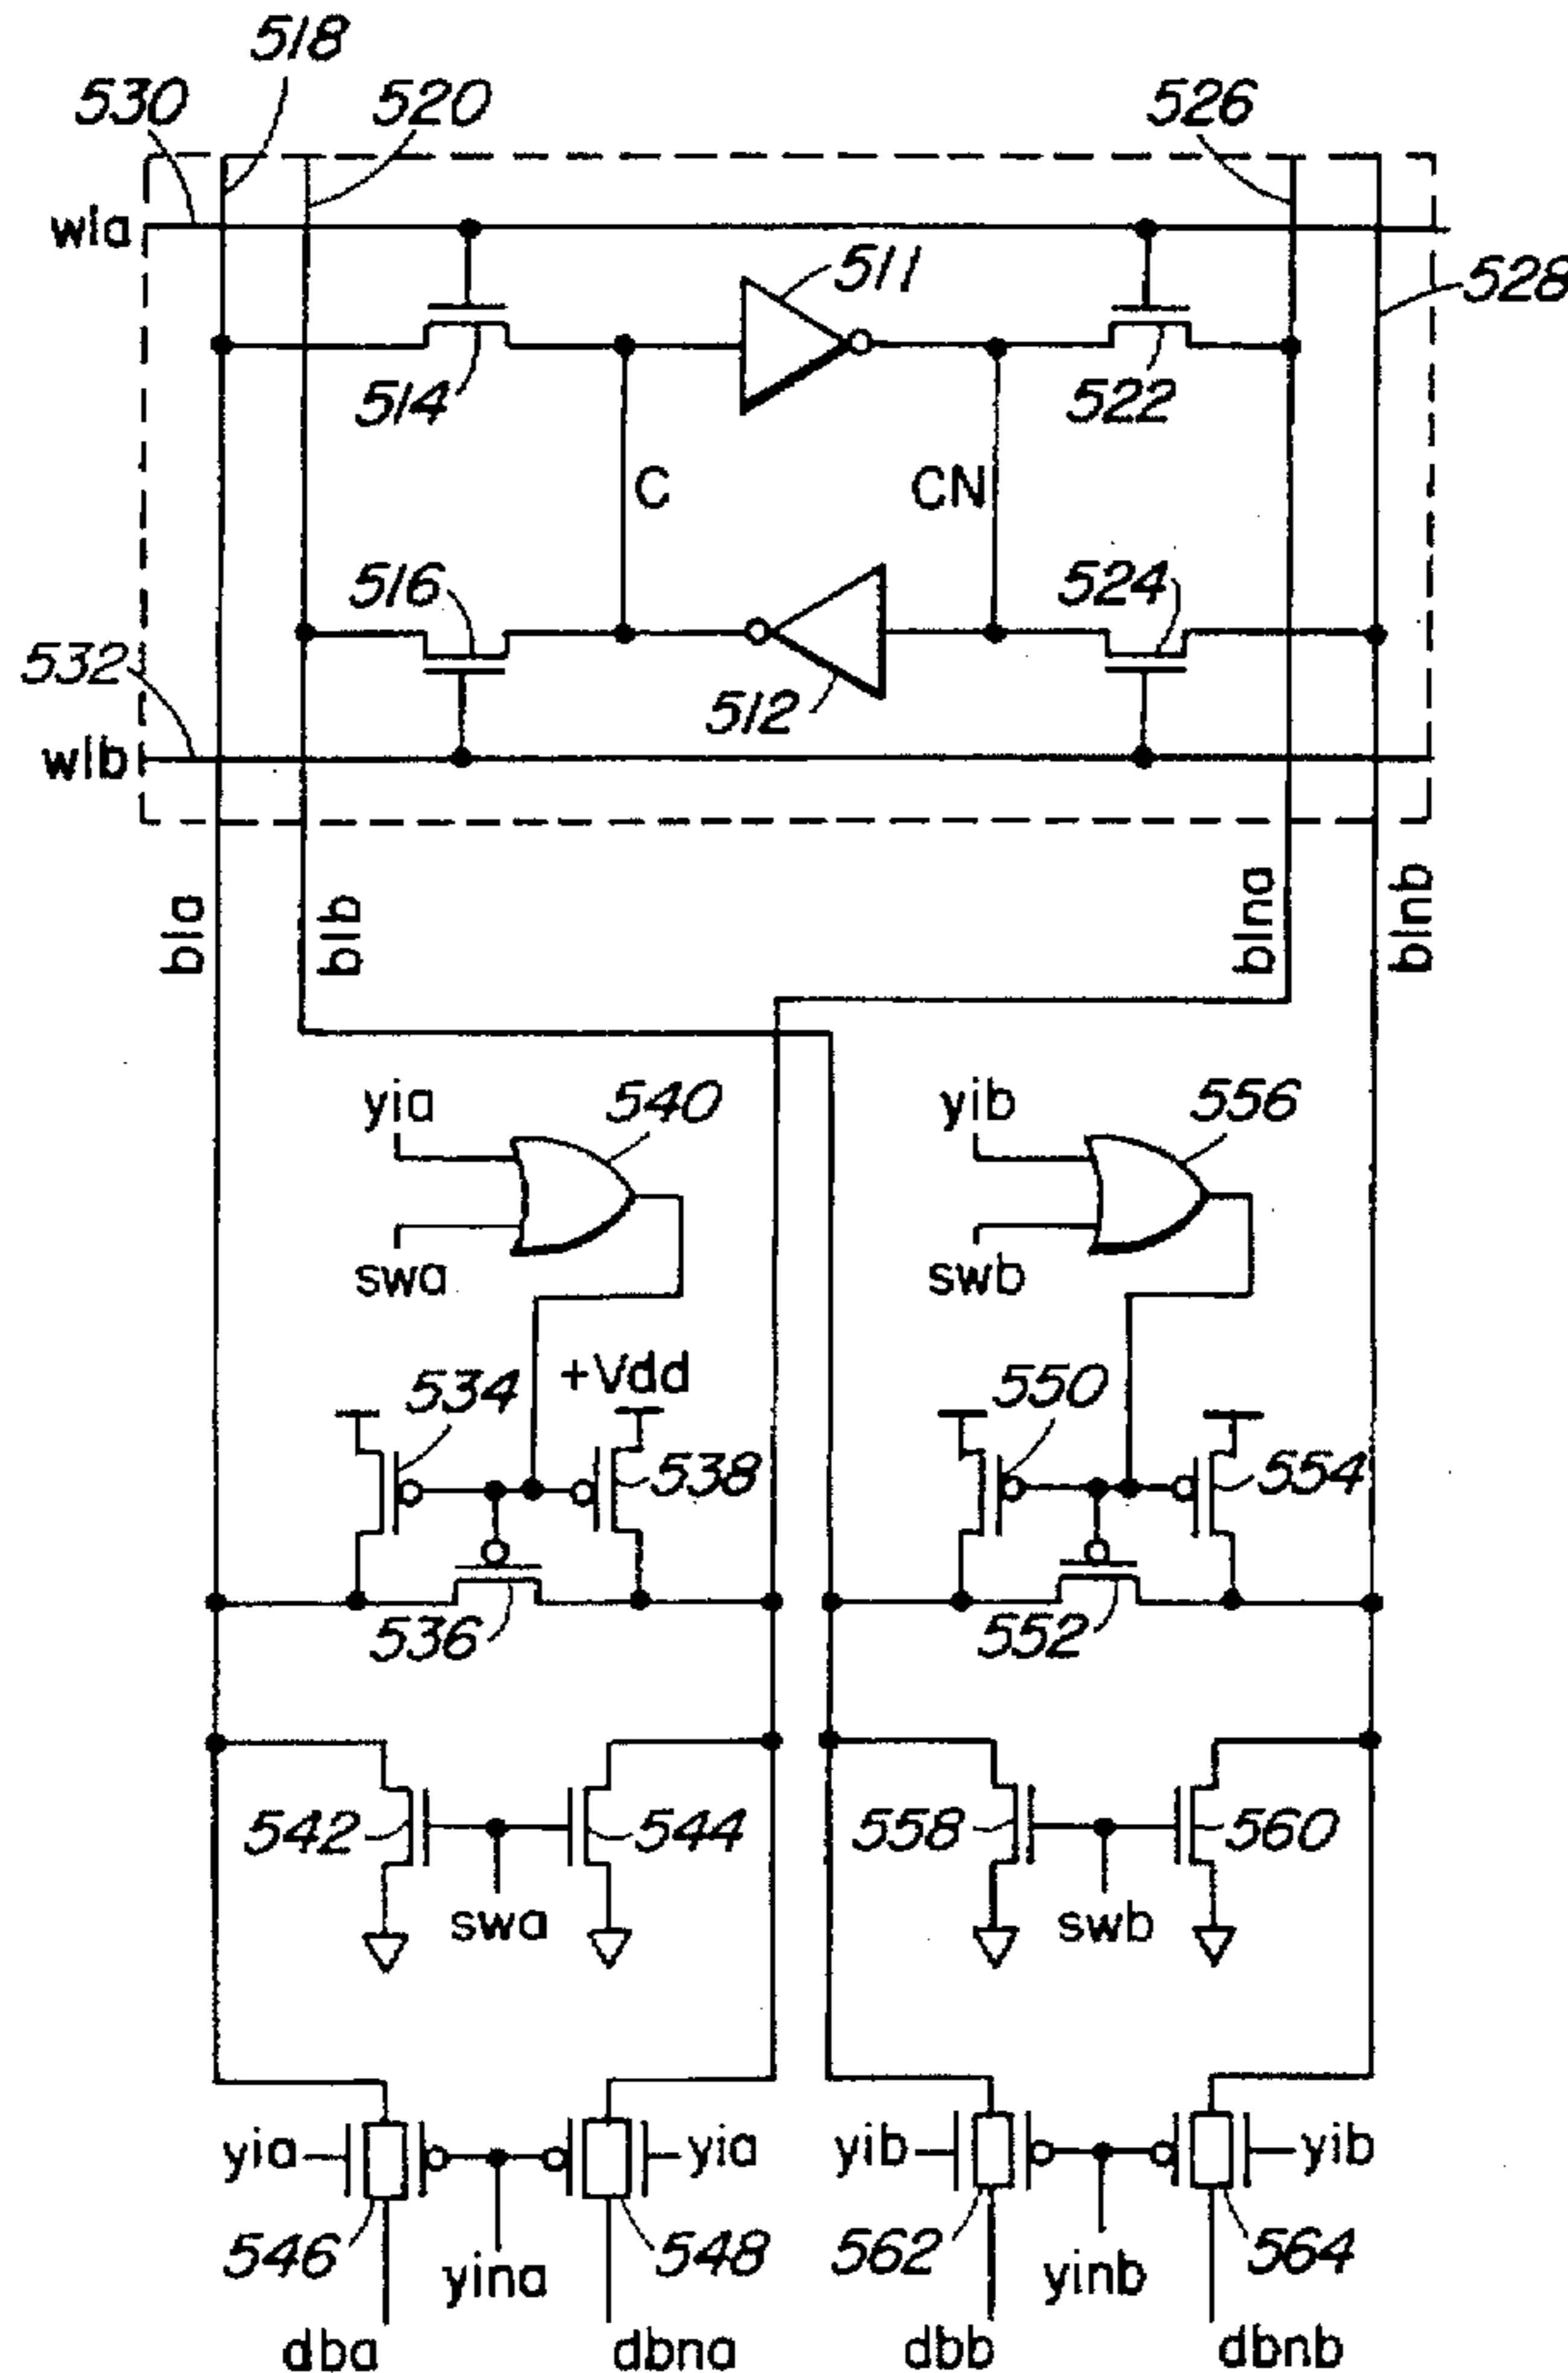 518
530
520
526
wla
511
528
514
522
C
CN
516
524
532
512
wlb
bla
blb
blna
blnb
yia
540
yib
556
swa
swb
534
+Vdd
538
550
554
536
552
542
544
558
560
swa
swb
yia
yia
yib
yib
546
yina
548
562
yinb
564
dba
dbna
dbb
dbnb